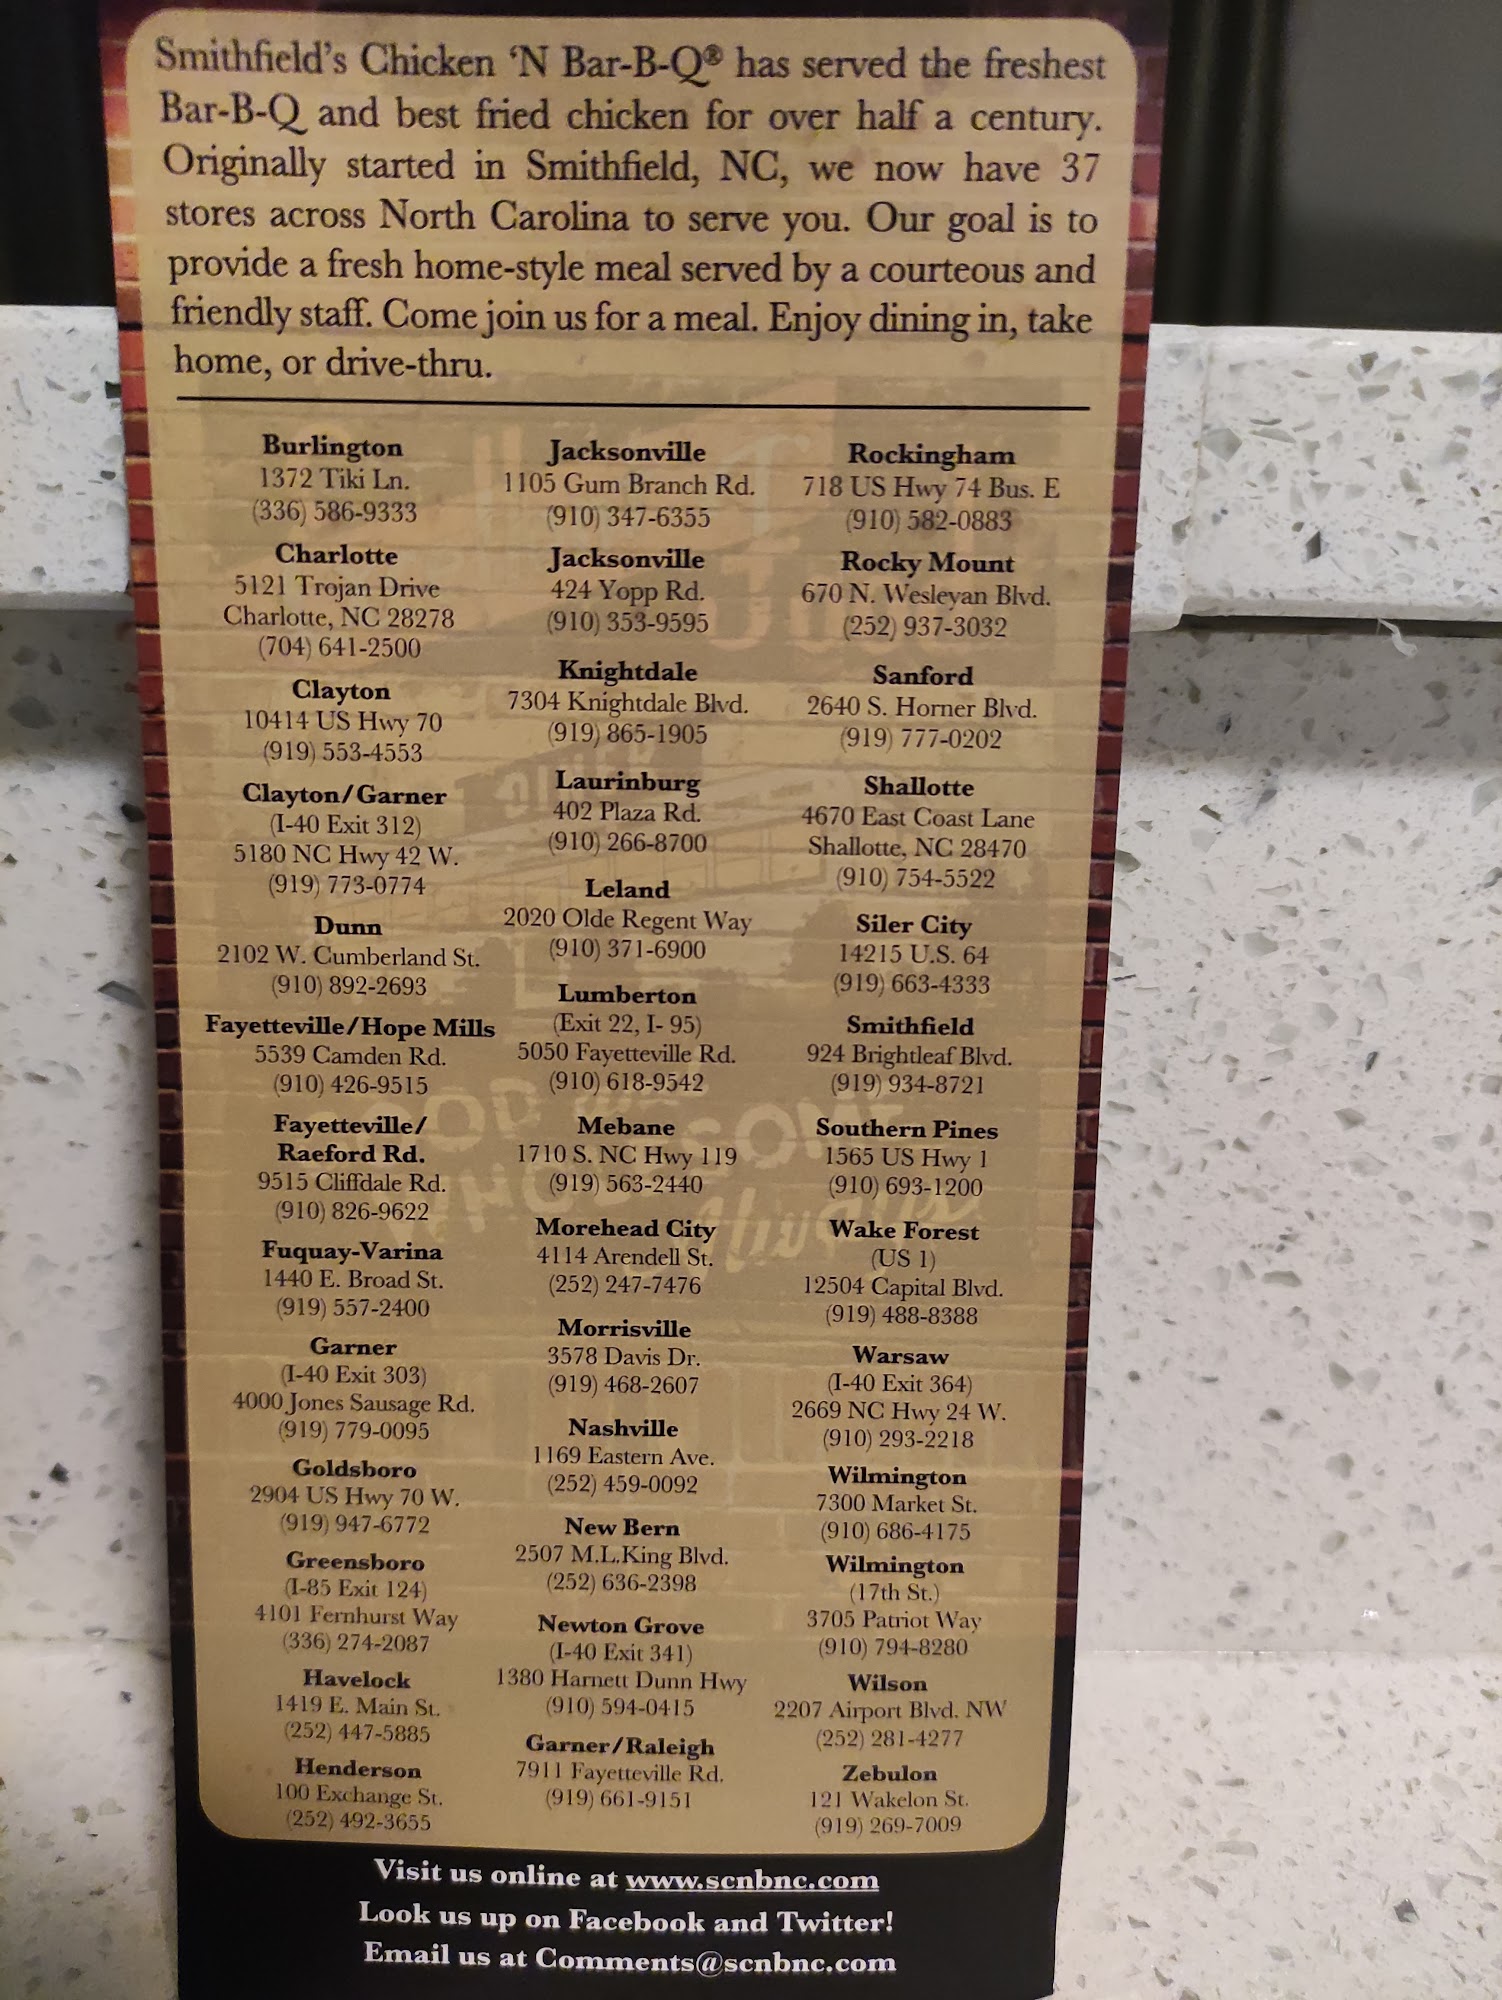 Smithfield's Chicken 'N Bar-B-Q® has served the freshest
Bar-B-Q and best fried chicken for over half a century.
Originally started in Smithfield, NC, we now have 37
stores across North Carolina to serve you. Our goal is to
provide a fresh home-style meal served by a courteous and
friendly staff. Come join us for a meal. Enjoy dining in, take
home, or drive-thru.
Burlington
1372 Tiki Ln.
(336) 586-9333
Charlotte
5121 Trojan Drive
Charlotte, NC 28278
(704) 641-2500
Clayton
10414 US Hwy 70
(919) 553-4553
Clayton/Garner
(I-40 Exit 312)
5180 NC Hwy 42 W.
(919) 773-0774
Dunn
2102 W. Cumberland St.
(910) 892-2693
Fayetteville/Hope Mills
5539 Camden Rd.
(910) 426-9515
Fayetteville/
Raeford Rd.
9515 Cliffdale Rd.
(910) 826-9622
Fuquay-Varina
1440 E. Broad St.
(919) 557-2400
Garner
(I-40 Exit 303)
4000 Jones Sausage Rd.
(919) 779-0095
Goldsboro
2904 US Hwy 70 W.
(919) 947-6772
Greensboro
(I-85 Exit 124)
4101 Fernhurst Way
(336) 274-2087
Havelock
1419 E. Main St.
(252) 447-5885
Henderson
100 Exchange St.
(252) 492-3655
Jacksonville
1105 Gum Branch Rd.
(910) 347-6355
Jacksonville
424 Yopp Rd.
(910) 353-9595
Knightdale
7304 Knightdale Blvd.
(919) 865-1905
Laurinburg
402 Plaza Rd.
(910) 266-8700
Leland
2020 Olde Regent Way
(910) 371-6900
Lumberton
(Exit 22, I- 95)
5050 Fayetteville Rd.
(910) 618-9542
Mebane
1710 S. NC Hwy 119
(919) 563-2440
Morehead City
4114 Arendell St.
(252) 247-7476
Morrisville
3578 Davis Dr.
(919) 468-2607
Nashville
1169 Eastern Ave.
(252) 459-0092
New Bern
2507 M.L.King Blvd.
(252) 636-2398
Newton Grove
(I-40 Exit 341)
1380 Harnett Dunn Hwy
(910) 594-0415
Garner/Raleigh
7911 Fayetteville Rd.
(919) 661-9151
Rockingham
718 US Hwy 74 Bus. E
(910) 582-0883
Rocky Mount
670 N. Wesleyan Blvd.
(252) 937-3032
Sanford
2640 S. Horner Blvd.
(919) 777-0202
Shallotte
4670 East Coast Lane
Shallotte, NC 28470
(910) 754-5522
Siler City
14215 U.S. 64
(919) 663-4333
Smithfield
924 Brightleaf Blvd.
(919) 934-8721
Southern Pines
1565 US Hwy 1
(910) 693-1200
Wake Forest
(US 1)
12504 Capital Blvd.
(919) 488-8388
Warsaw
(I-40 Exit 364)
2669 NC Hwy 24 W.
(910) 293-2218
Wilmington
7300 Market St.
(910) 686-4175
Wilmington
(17th St.)
3705 Patriot Way
(910) 794-8280
Wilson
2207 Airport Blvd. NW
(252) 281-4277
Zebulon
121 Wakelon St.
(919) 269-7009
Visit us online at www.scnbnc.com
Look us up on Facebook and Twitter!
Email us at Comments@scnbnc.com